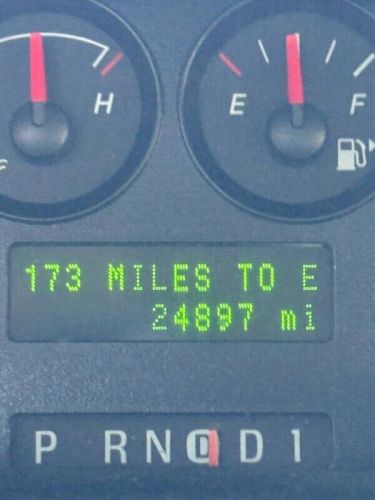 H
E F
173 MILES TO E
24897 mi
P R N D D 1